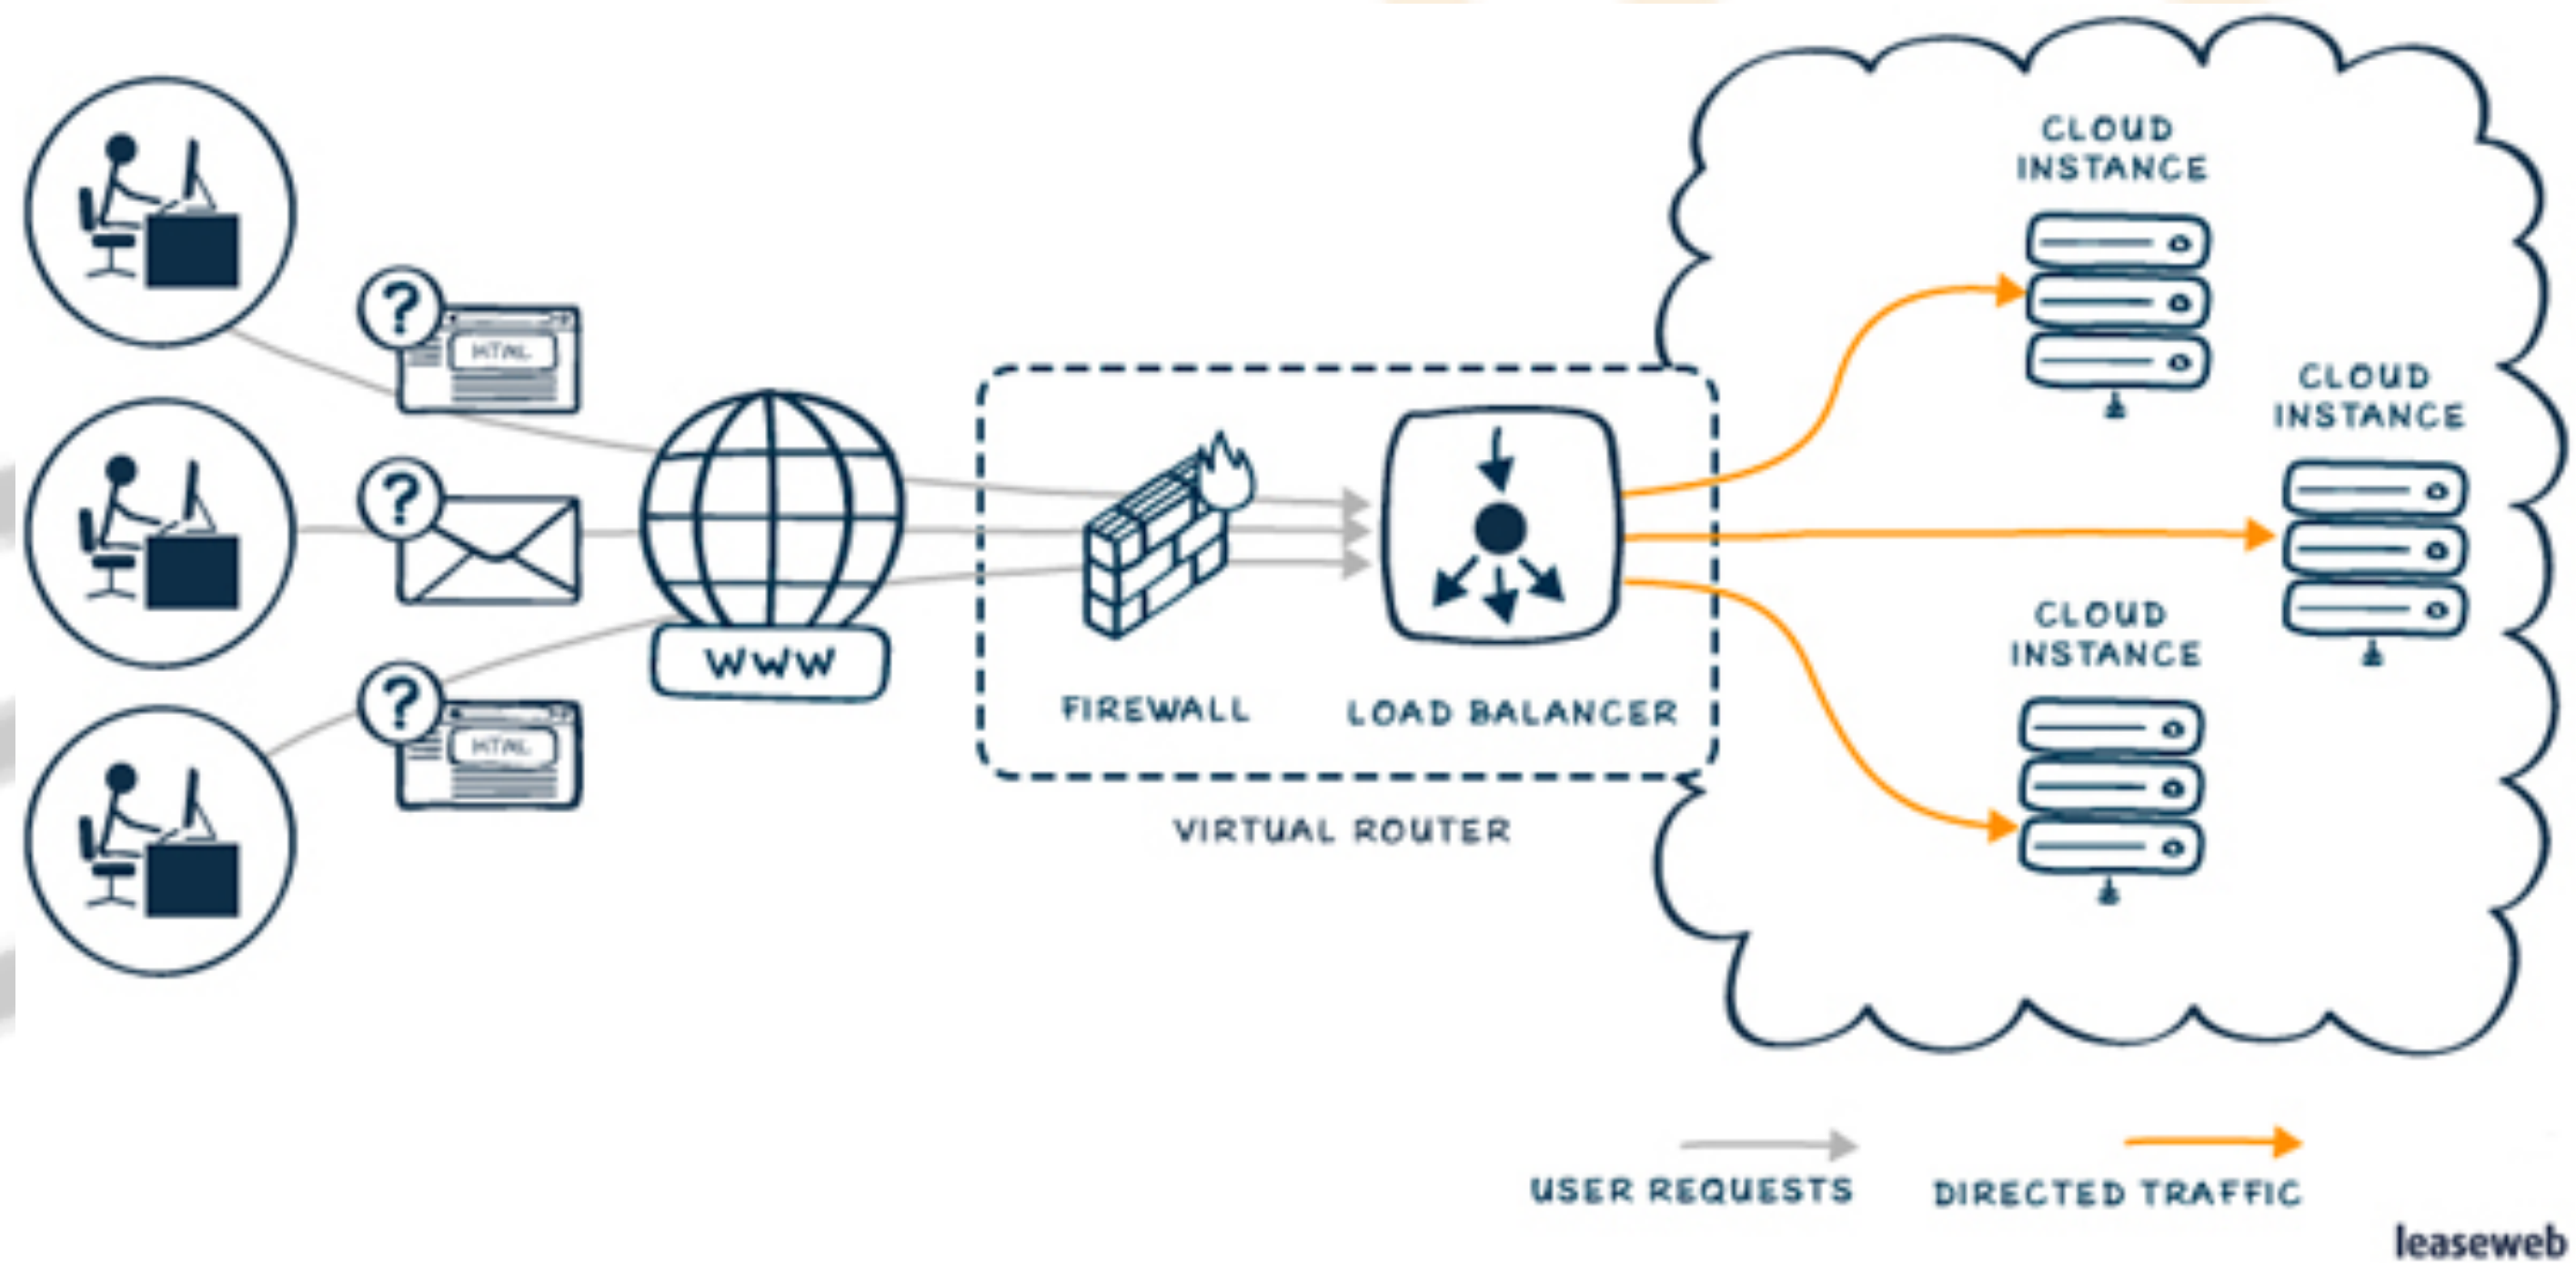 CLOUD
INSTANCE
?
HTML
CLOUD
INSTANCE
?
CLOUD
INSTANCE
WWW
?
HTML
FIREWALL
LOAD BALANCER
VIRTUAL ROUTER
USER REQUESTS
DIRECTED TRAFFIC
leaseweb